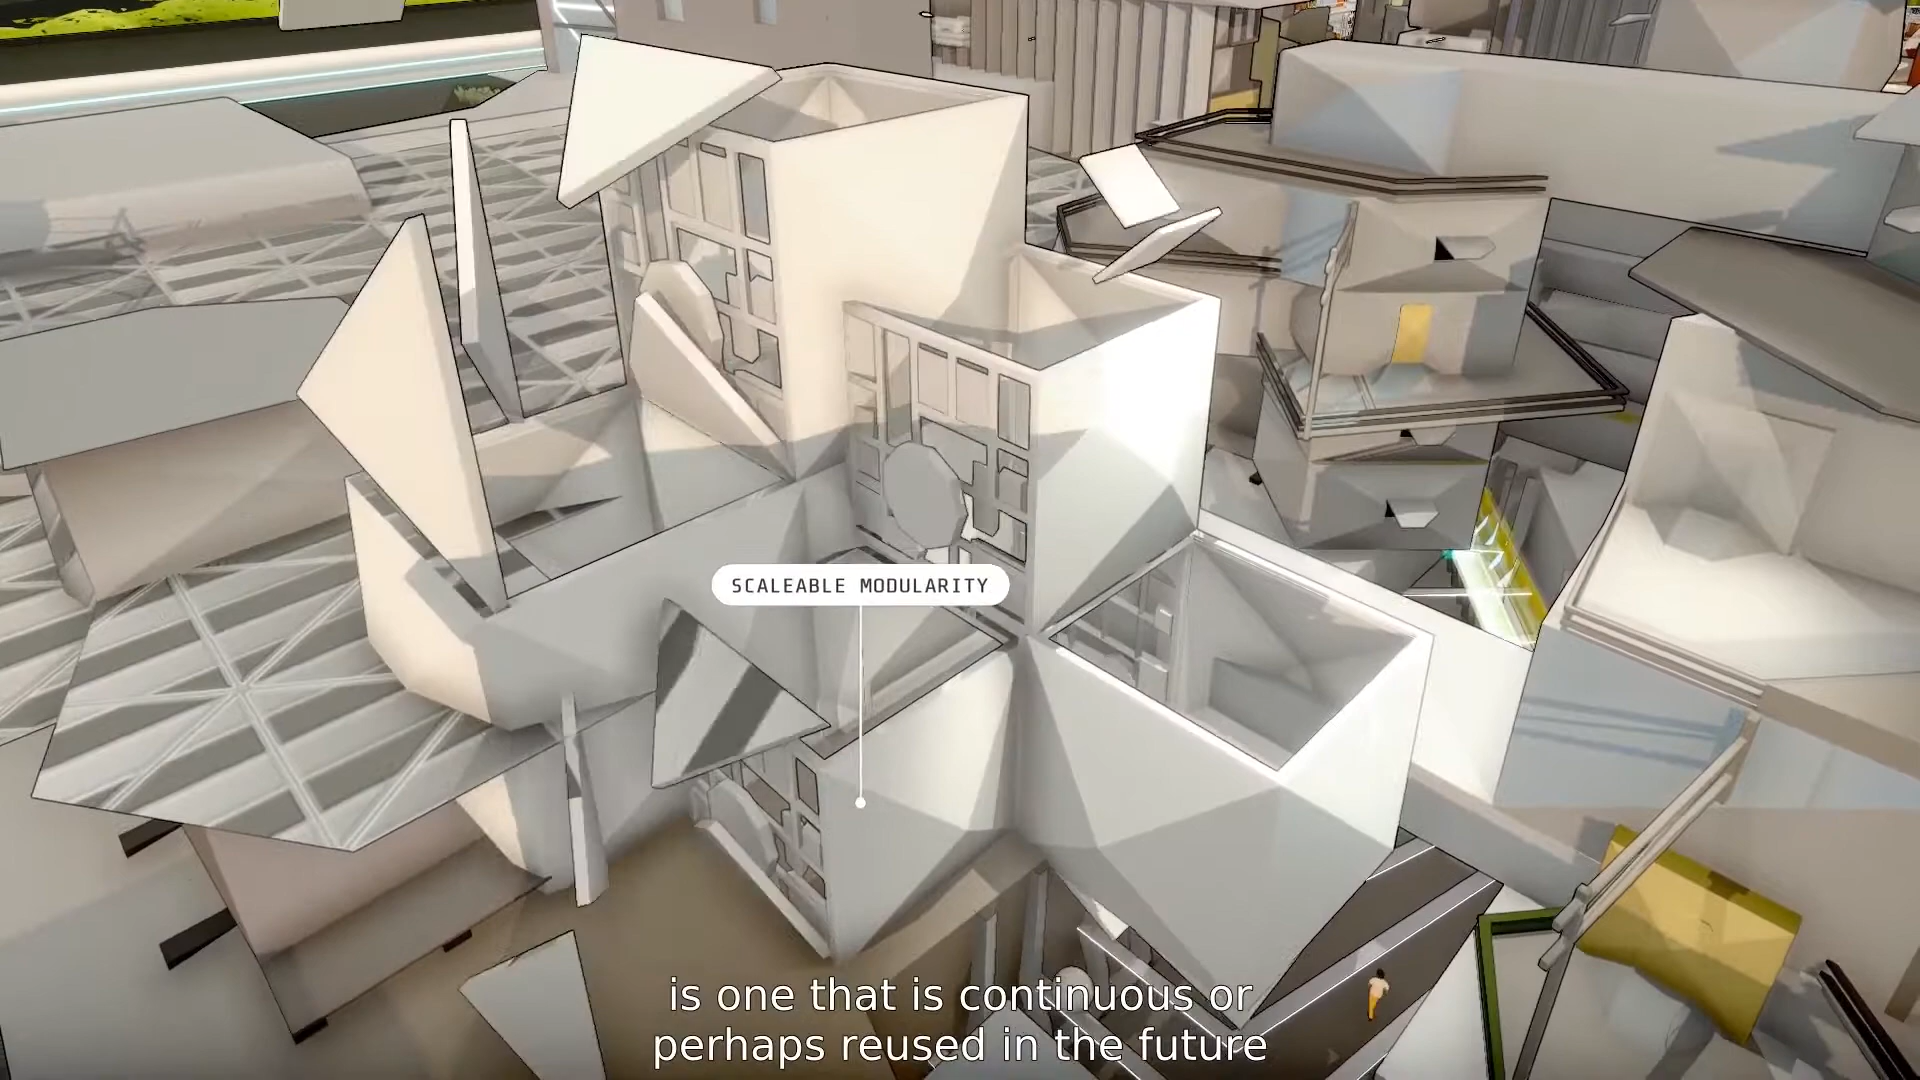 SCALEABLE MODULARITY
is one that is continuous or
perhaps reused in the future